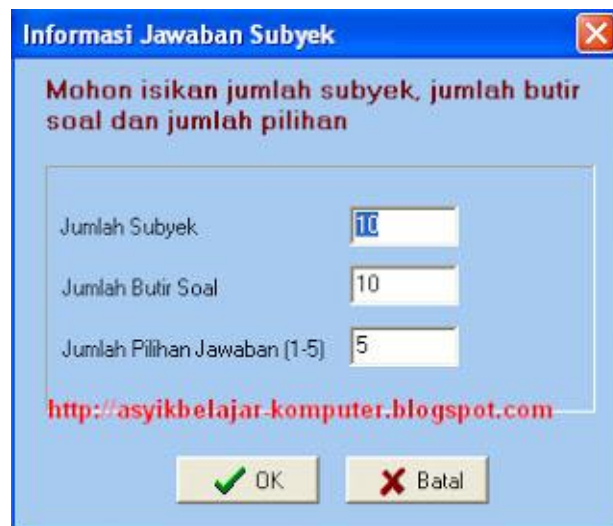 Informasi Jawaban Subyek
Mohon isikan jumlah subyek, jumlah butir
soal dan jumlah pilihan
Jumlah Subyek 10
Jumlah Butir Soal 10
Jumlah Pilihan Jawaban (1-5) 5
http://asyikbelajar-komputer.blogspot.com
OK Batal